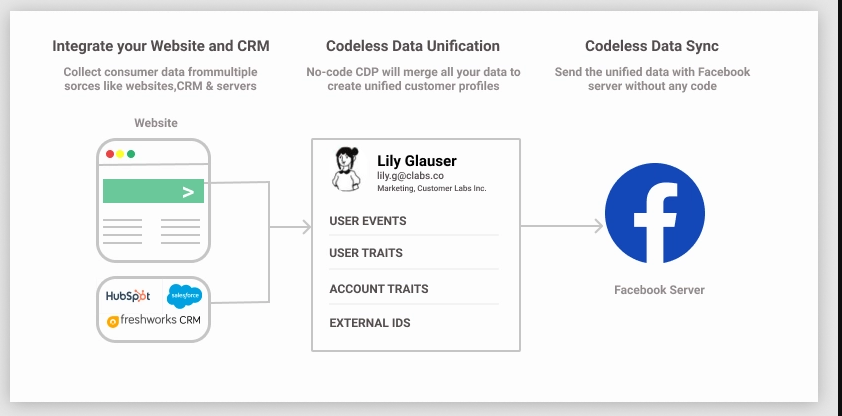 Integrate your Website and CRM
Collect consumer data frommultiple
sorces like websites,CRM & servers
Website
>
HubSpot
salesforce
freshworks CRM
Codeless Data Unification
No-code CDP will merge all your data to
create unified customer profiles
Lily Glauser
lily.g@clabs.co
Marketing, Customer Labs Inc.
USER EVENTS
USER TRAITS
ACCOUNT TRAITS
EXTERNAL IDS
Codeless Data Sync
Send the unified data with Facebook
server without any code
f
Facebook Server